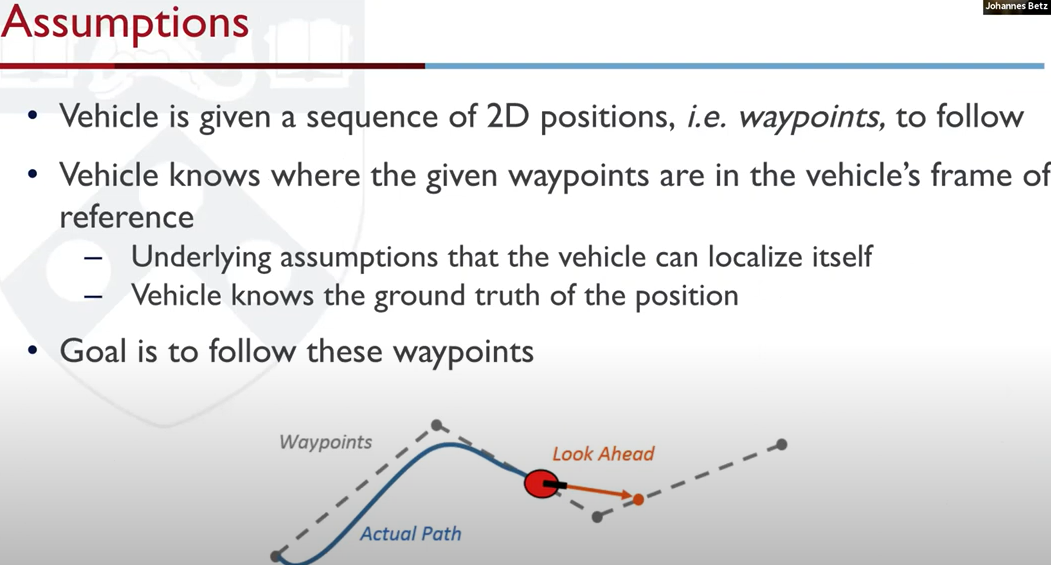 Johannes Betz
Assumptions
• Vehicle is given a sequence of 2D positions, i.e. waypoints, to follow
• Vehicle knows where the given waypoints are in the vehicle’s frame of
reference
– Underlying assumptions that the vehicle can localize itself
– Vehicle knows the ground truth of the position
• Goal is to follow these waypoints
Waypoints
Look Ahead
Actual Path